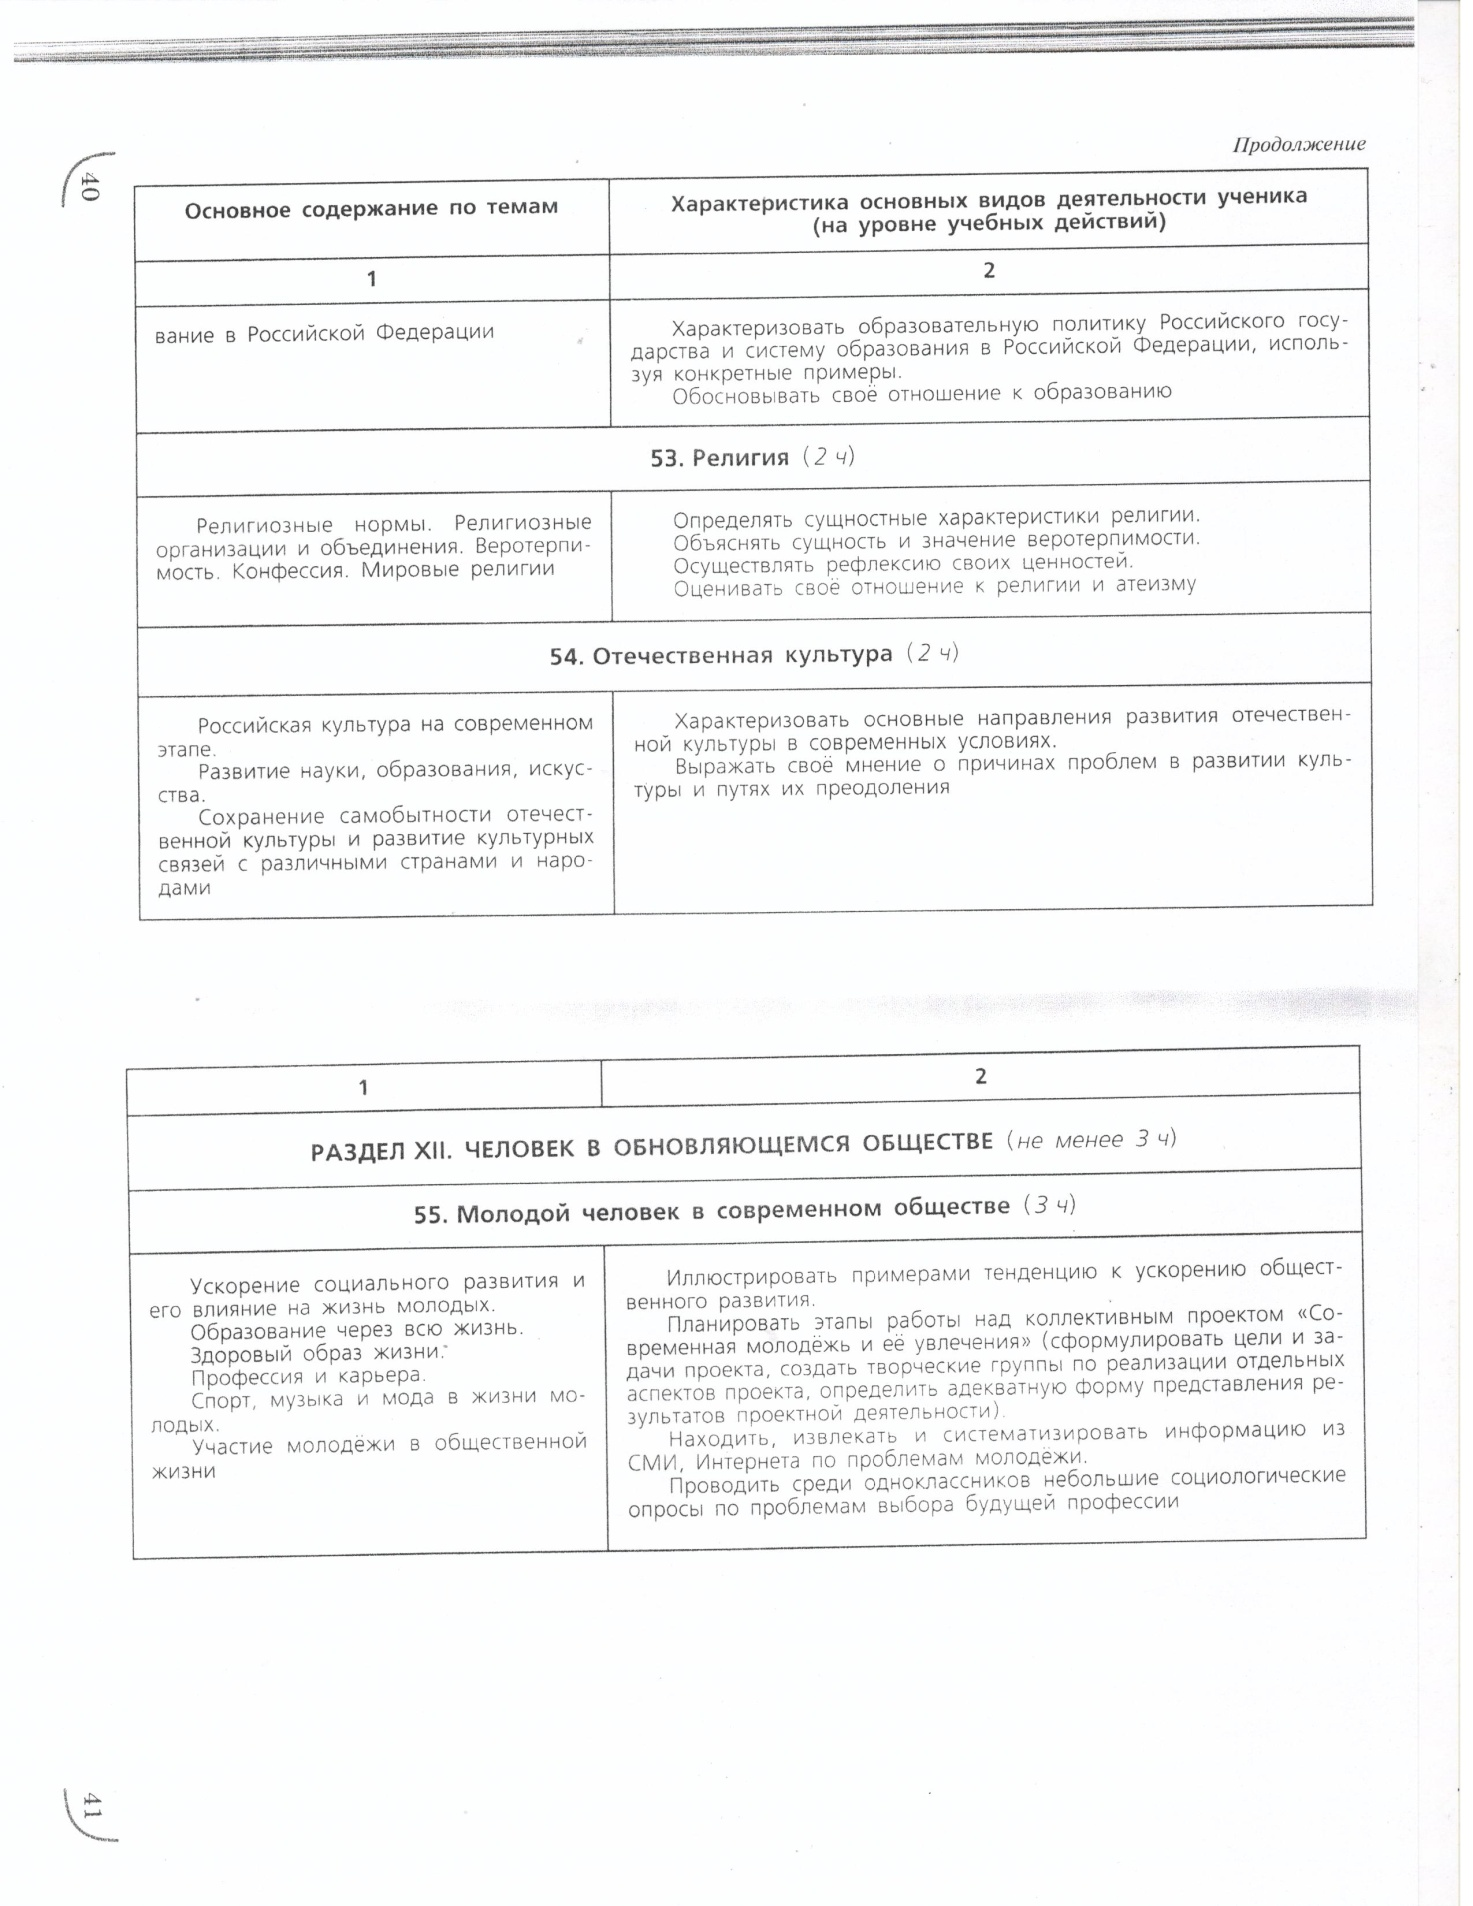 Продолжение
40
Основное содержание по темам
Характеристика основных видов деятельности ученика
(на уровне учебных действий)
1
2
вание в Российской Федерации
Характеризовать образовательную политику Российского госу-
дарства и систему образования в Российской Федерации, исполь-
зуя конкретные примеры.
Обосновывать своё отношение к образованию
53. Религия (2 ч)
Религиозные нормы. Религиозные
организации и объединения. Веротерпи-
мость. Конфессия. Мировые религии
Определять сущностные характеристики религии.
Объяснять сущность и значение веротерпимости.
Осуществлять рефлексию своих ценностей.
Оценивать своё отношение к религии и атеизму
54. Отечественная культура (2 ч)
Российская культура на современном
этапе.
Развитие науки, образования, искус-
ства.
Сохранение самобытности отечест-
венной культуры и развитие культурных
связей с различными странами и наро-
дами
Характеризовать основные направления развития отечествен-
ной культуры в современных условиях.
Выражать своё мнение о причинах проблем в развитии куль-
туры и путях их преодоления
1
2
РАЗДЕЛ XII. ЧЕЛОВЕК В ОБНОВЛЯЮЩЕМСЯ ОБЩЕСТВЕ (не менее 3 ч)
55. Молодой человек в современном обществе (3 ч)
Ускорение социального развития и
его влияние на жизнь молодых.
Образование через всю жизнь.
Здоровый образ жизни.
Профессия и карьера.
Спорт, музыка и мода в жизни мо-
лодых.
Участие молодёжи в общественной
жизни
Иллюстрировать примерами тенденцию к ускорению общест-
венного развития.
Планировать этапы работы над коллективным проектом «Со-
временная молодёжь и её увлечения» (сформулировать цели и за-
дачи проекта, создать творческие группы по реализации отдельных
аспектов проекта, определить адекватную форму представления ре-
зультатов проектной деятельности).
Находить, извлекать и систематизировать информацию из
СМИ, Интернета по проблемам молодёжи.
Проводить среди одноклассников небольшие социологические
опросы по проблемам выбора будущей профессии
41